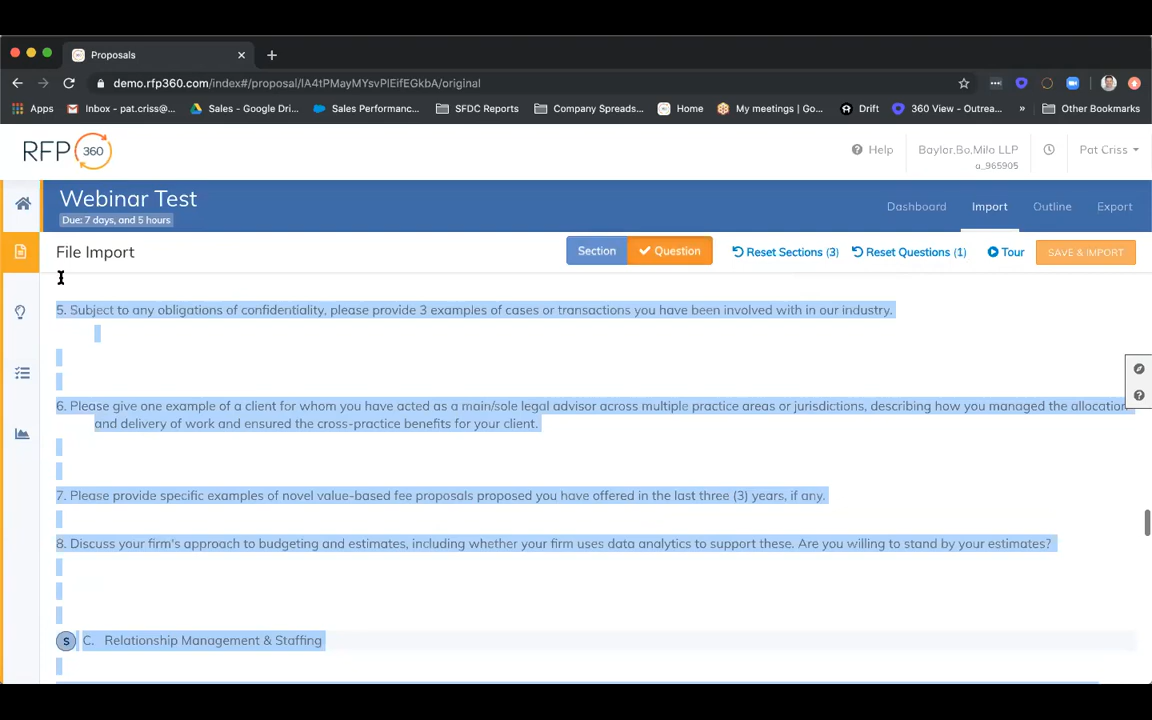 Proposals
demo.rfp360.com/index#/proposal/IA4tPMayMYsvPIEifEGkbA/original
Apps
Inbox - pat.criss@...
Sales - Google Dri...
Sales Performanc...
SFDC Reports
Company Spreads...
Home
My meetings | Go...
Drift
360 View - Outrea...
»
Other Bookmarks
RFP 360
Help
Baylor,Bo,Milo LLP
a_965905
Pat Criss
Webinar Test
Due: 7 days, and 5 hours
Dashboard
Import
Outline
Export
File Import
Section
Question
Reset Sections (3)
Reset Questions (1)
Tour
SAVE & IMPORT
5. Subject to any obligations of confidentiality, please provide 3 examples of cases or transactions you have been involved with in our industry.
6. Please give one example of a client for whom you have acted as a main/sole legal advisor across multiple practice areas or jurisdictions, describing how you managed the allocation
and delivery of work and ensured the cross-practice benefits for your client.
7. Please provide specific examples of novel value-based fee proposals proposed you have offered in the last three (3) years, if any.
8. Discuss your firm's approach to budgeting and estimates, including whether your firm uses data analytics to support these. Are you willing to stand by your estimates?
S C. Relationship Management & Staffing